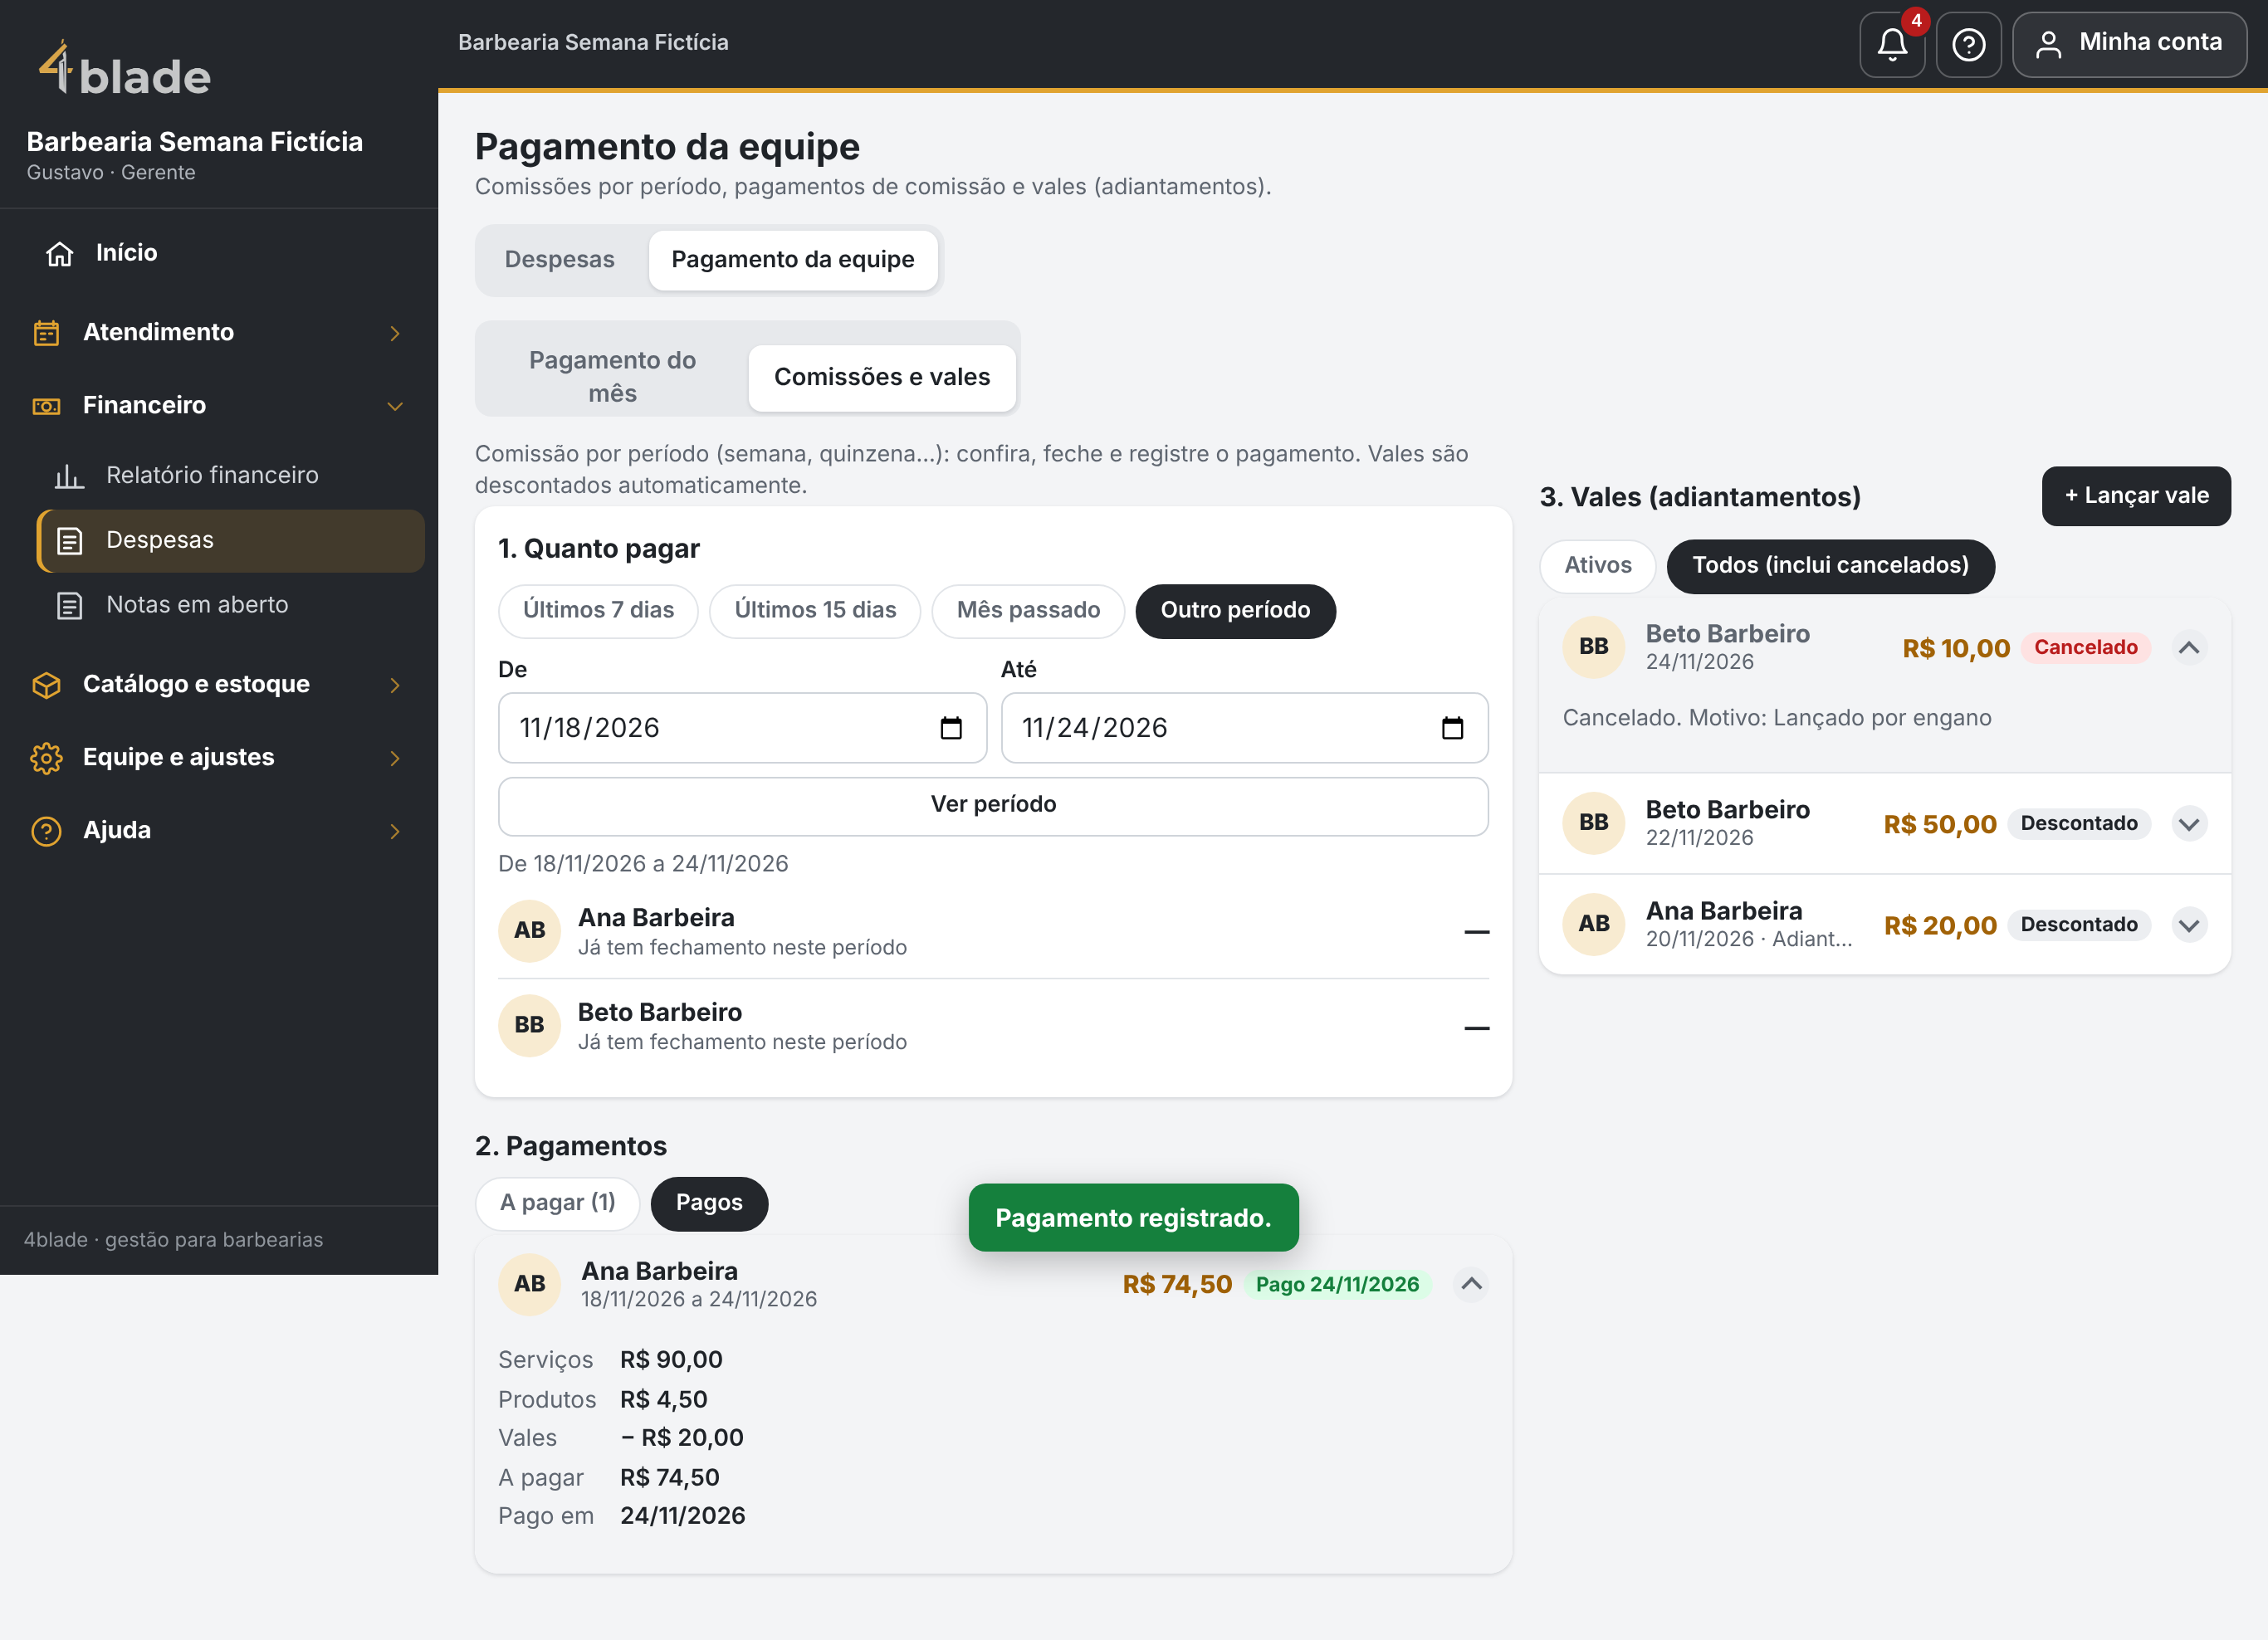 4blade
Barbearia Semana Fictícia
Gustavo · Gerente
Início
Atendimento
Financeiro
Relatório financeiro
Despesas
Notas em aberto
Catálogo e estoque
Equipe e ajustes
Ajuda
4blade · gestão para barbearias
Barbearia Semana Fictícia
4
Minha conta
Pagamento da equipe
Comissões por período, pagamentos de comissão e vales (adiantamentos).
Despesas
Pagamento da equipe
Pagamento do
mês
Comissões e vales
Comissão por período (semana, quinzena...): confira, feche e registre o pagamento. Vales são
descontados automaticamente.
1. Quanto pagar
Últimos 7 dias
Últimos 15 dias
Mês passado
Outro período
De
Até
11/18/2026
11/24/2026
Ver período
De 18/11/2026 a 24/11/2026
AB
Ana Barbeira
Já tem fechamento neste período
—
BB
Beto Barbeiro
Já tem fechamento neste período
—
2. Pagamentos
A pagar (1)
Pagos
Pagamento registrado.
AB
Ana Barbeira
18/11/2026 a 24/11/2026
R$ 74,50
Pago 24/11/2026
Serviços R$ 90,00
Produtos R$ 4,50
Vales − R$ 20,00
A pagar R$ 74,50
Pago em 24/11/2026
3. Vales (adiantamentos)
+ Lançar vale
Ativos
Todos (inclui cancelados)
BB
Beto Barbeiro
24/11/2026
R$ 10,00
Cancelado
Cancelado. Motivo: Lançado por engano
BB
Beto Barbeiro
22/11/2026
R$ 50,00
Descontado
AB
Ana Barbeira
20/11/2026 · Adiant...
R$ 20,00
Descontado